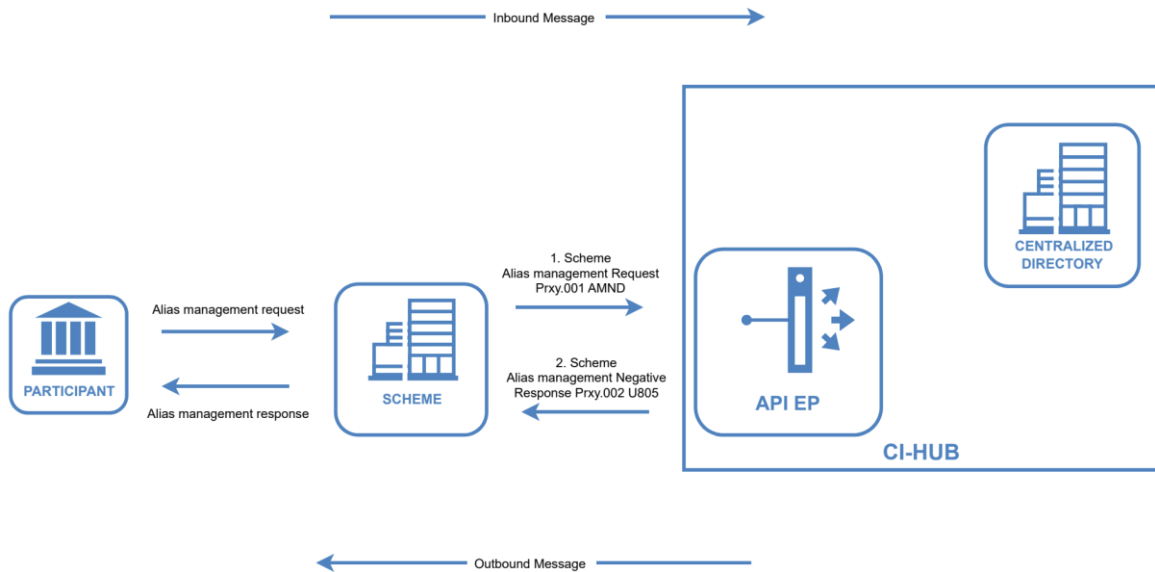 Inbound Message
CENTRALIZED
DIRECTORY
1. Scheme
Alias management Request
Prxy.001 AMND
Alias management request
PARTICIPANT
Alias management response
SCHEME
2. Scheme
Alias management Negative
Response Prxy.002 U805
API EP
CI-HUB
Outbound Message